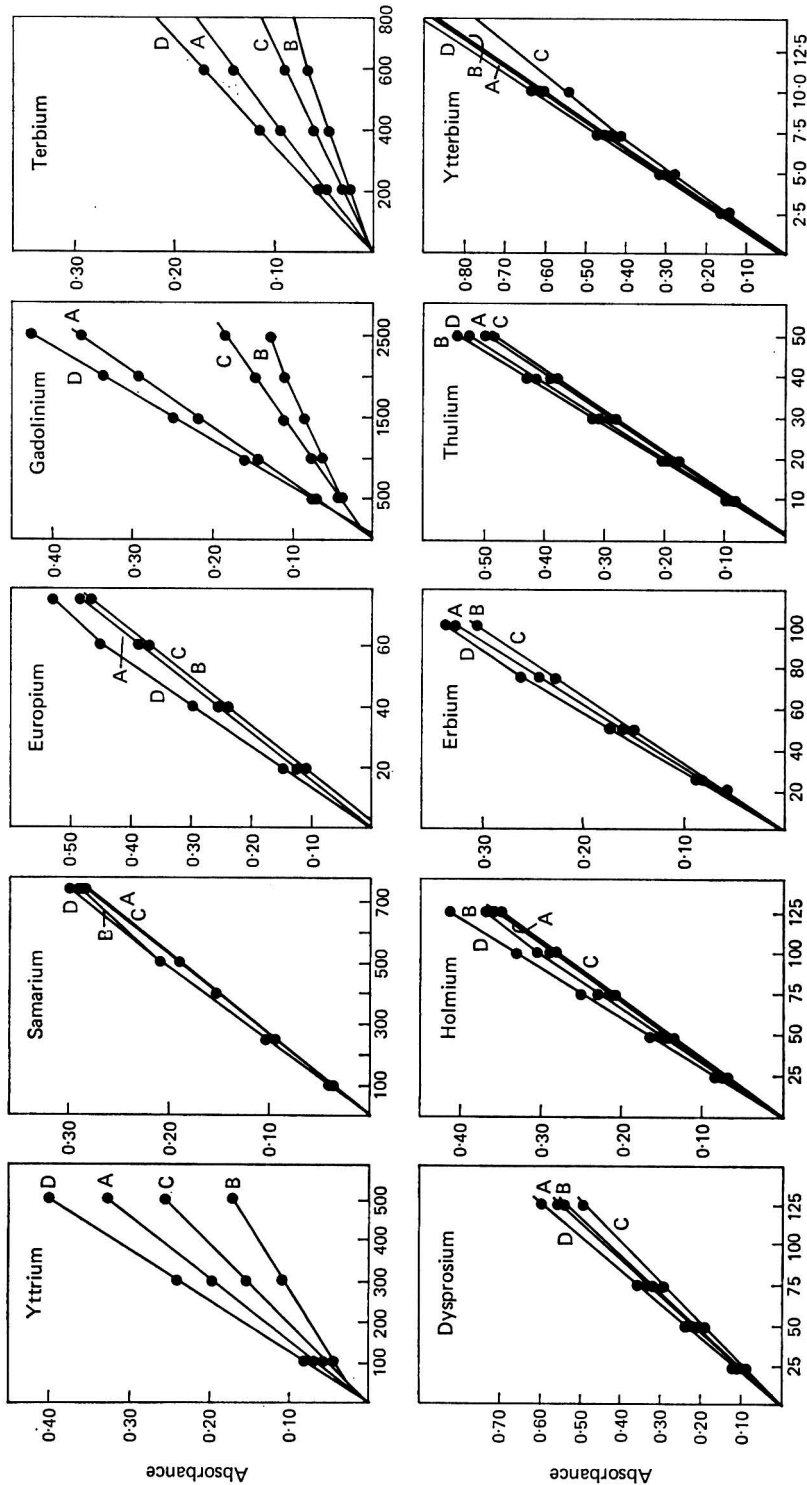 Absorbance
Yttrium
0·40
0·30
0·20
0·10
D
A
C
B
100
200
300
400
500
Samarium
0·30
0·20
0·10
D
B
A
C
100
300
500
700
Europium
0·50
0·40
0·30
0·20
0·10
A
D
C
B
20
40
60
Gadolinium
0·40
0·30
0·20
0·10
D
A
C
B
500
1500
2500
Terbium
0·30
0·20
0·10
D
A
C
B
200
400
600
800
Absorbance
Dysprosium
0·70
0·60
0·50
0·40
0·30
0·20
0·10
D
A
B
C
25
50
75
100
125
Holmium
0·40
0·30
0·20
0·10
D
B
A
C
25
50
75
100
125
Erbium
0·30
0·20
0·10
D
A
B
C
20
40
60
80
100
Thulium
0·50
0·40
0·30
0·20
0·10
B
D
A
C
10
20
30
40
50
Ytterbium
0·80
0·70
0·60
0·50
0·40
0·30
0·20
0·10
D
A
B
C
2·5
5·0
7·5
10·0
12·5